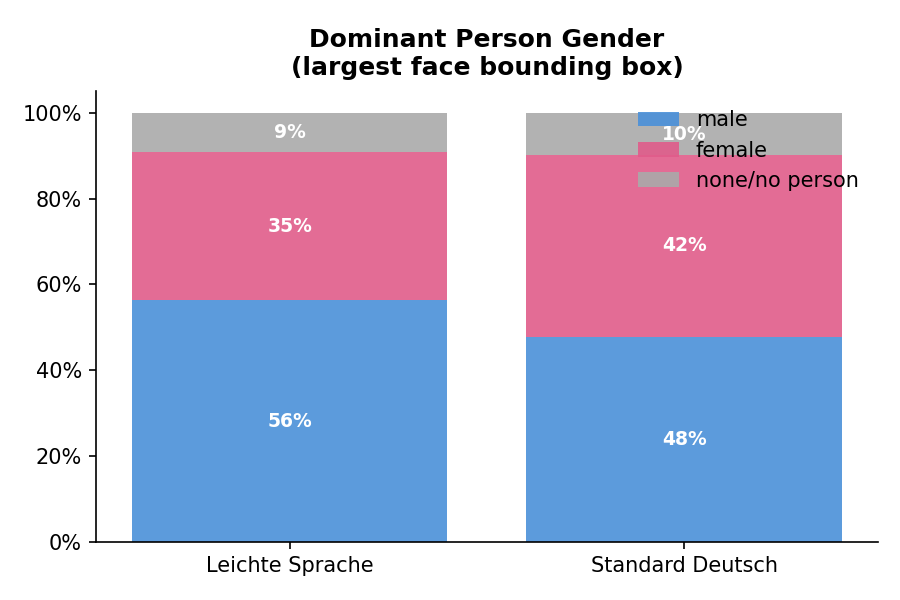 Dominant Person Gender
(largest face bounding box)
100%
80%
60%
40%
20%
0%
9%
35%
56%
10%
42%
48%
male
female
none/no person
Leichte Sprache
Standard Deutsch